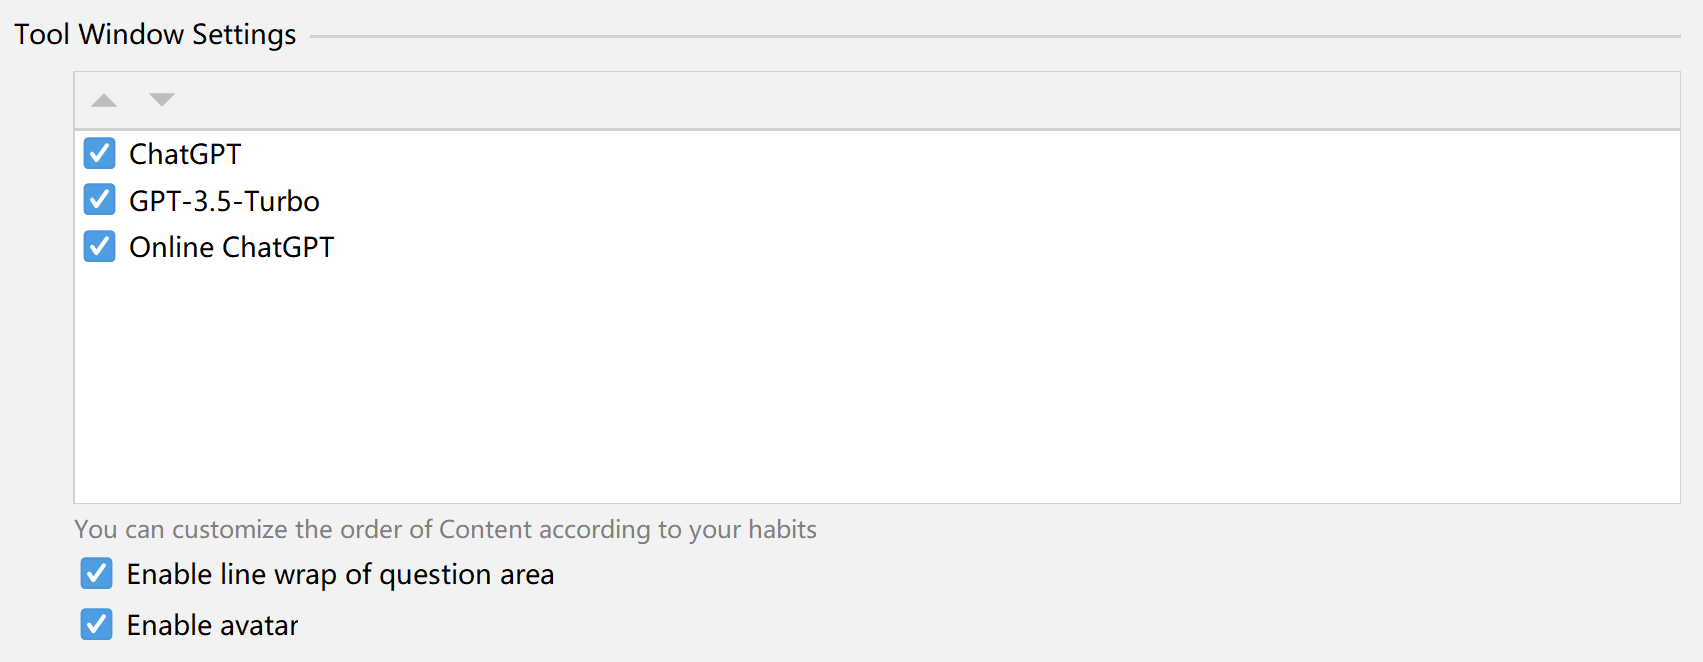 Tool Window Settings
ChatGPT
GPT-3.5-Turbo
Online ChatGPT
You can customize the order of Content according to your habits
Enable line wrap of question area
Enable avatar